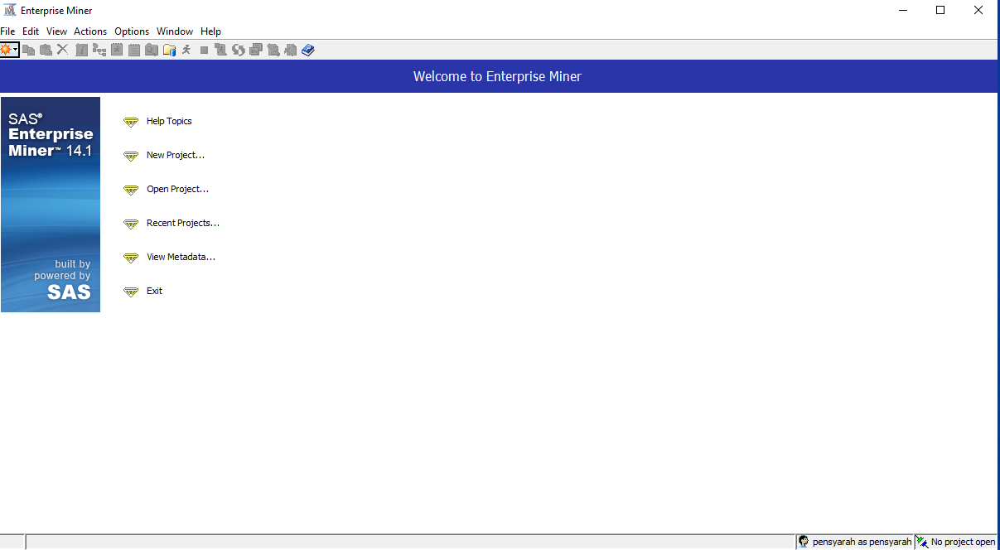 Enterprise Miner
File Edit View Actions Options Window Help
Welcome to Enterprise Miner
SAS®
Enterprise
Miner™ 14.1
built by
powered by
SAS
Help Topics
New Project...
Open Project...
Recent Projects...
View Metadata...
Exit
pensyarah as pensyarah
No project open